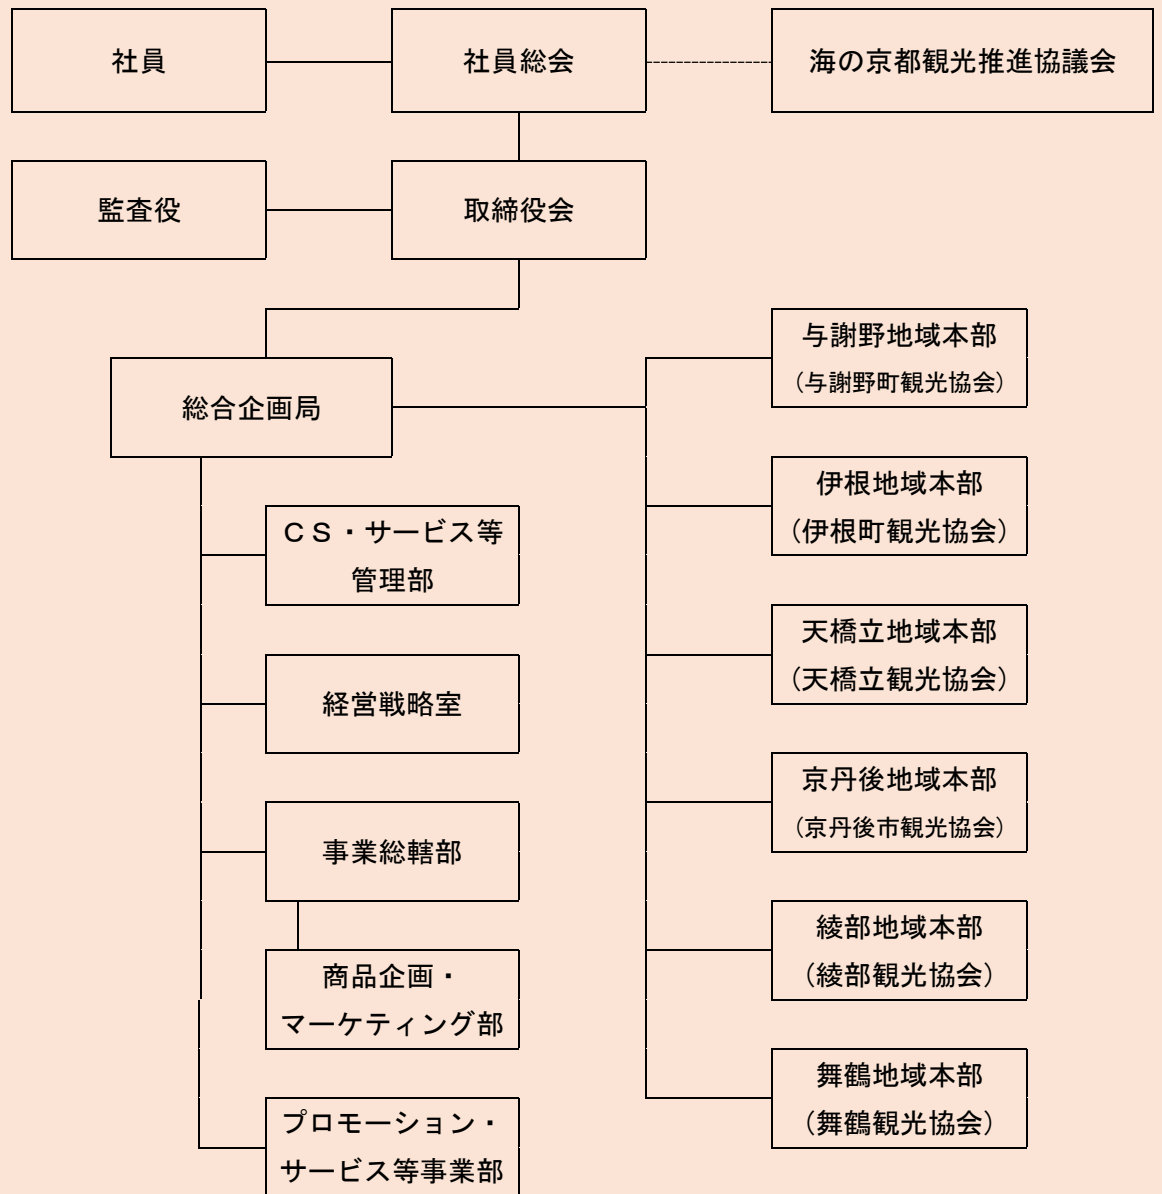 社員
社員総会
海の京都観光推進協議会
監査役
取締役会
総合企画局
CS・サービス等
管理部
経営戦略室
事業総轄部
商品企画・
マーケティング部
プロモーション・
サービス等事業部
与謝野地域本部
（与謝野町観光協会）
伊根地域本部
（伊根町観光協会）
天橋立地域本部
（天橋立観光協会）
京丹後地域本部
（京丹後市観光協会）
綾部地域本部
（綾部観光協会）
舞鶴地域本部
（舞鶴観光協会）